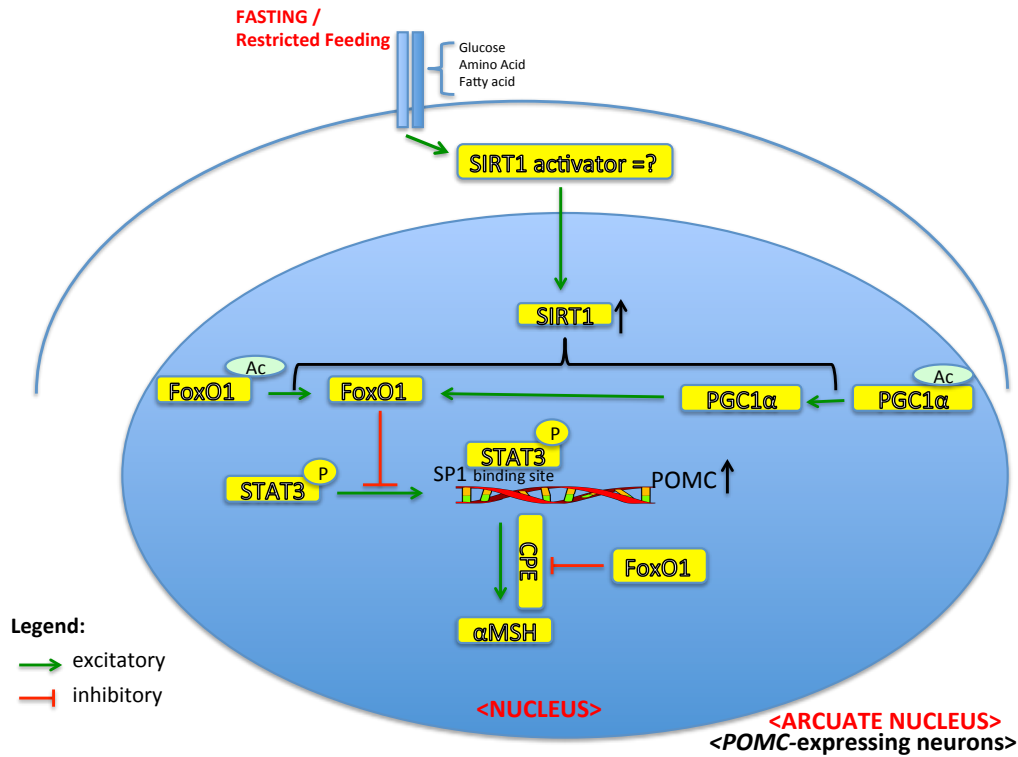 FASTING /
Restricted Feeding
Glucose
Amino Acid
Fatty acid
SIRT1 activator =?
SIRT1
Ac
FoxO1
FoxO1
PGC1α
Ac
PGC1α
P
STAT3
P
STAT3
SP1 binding site
POMC
CPE
FoxO1
αMSH
Legend:
excitatory
inhibitory
<NUCLEUS>
<ARCUATE NUCLEUS>
<POMC-expressing neurons>